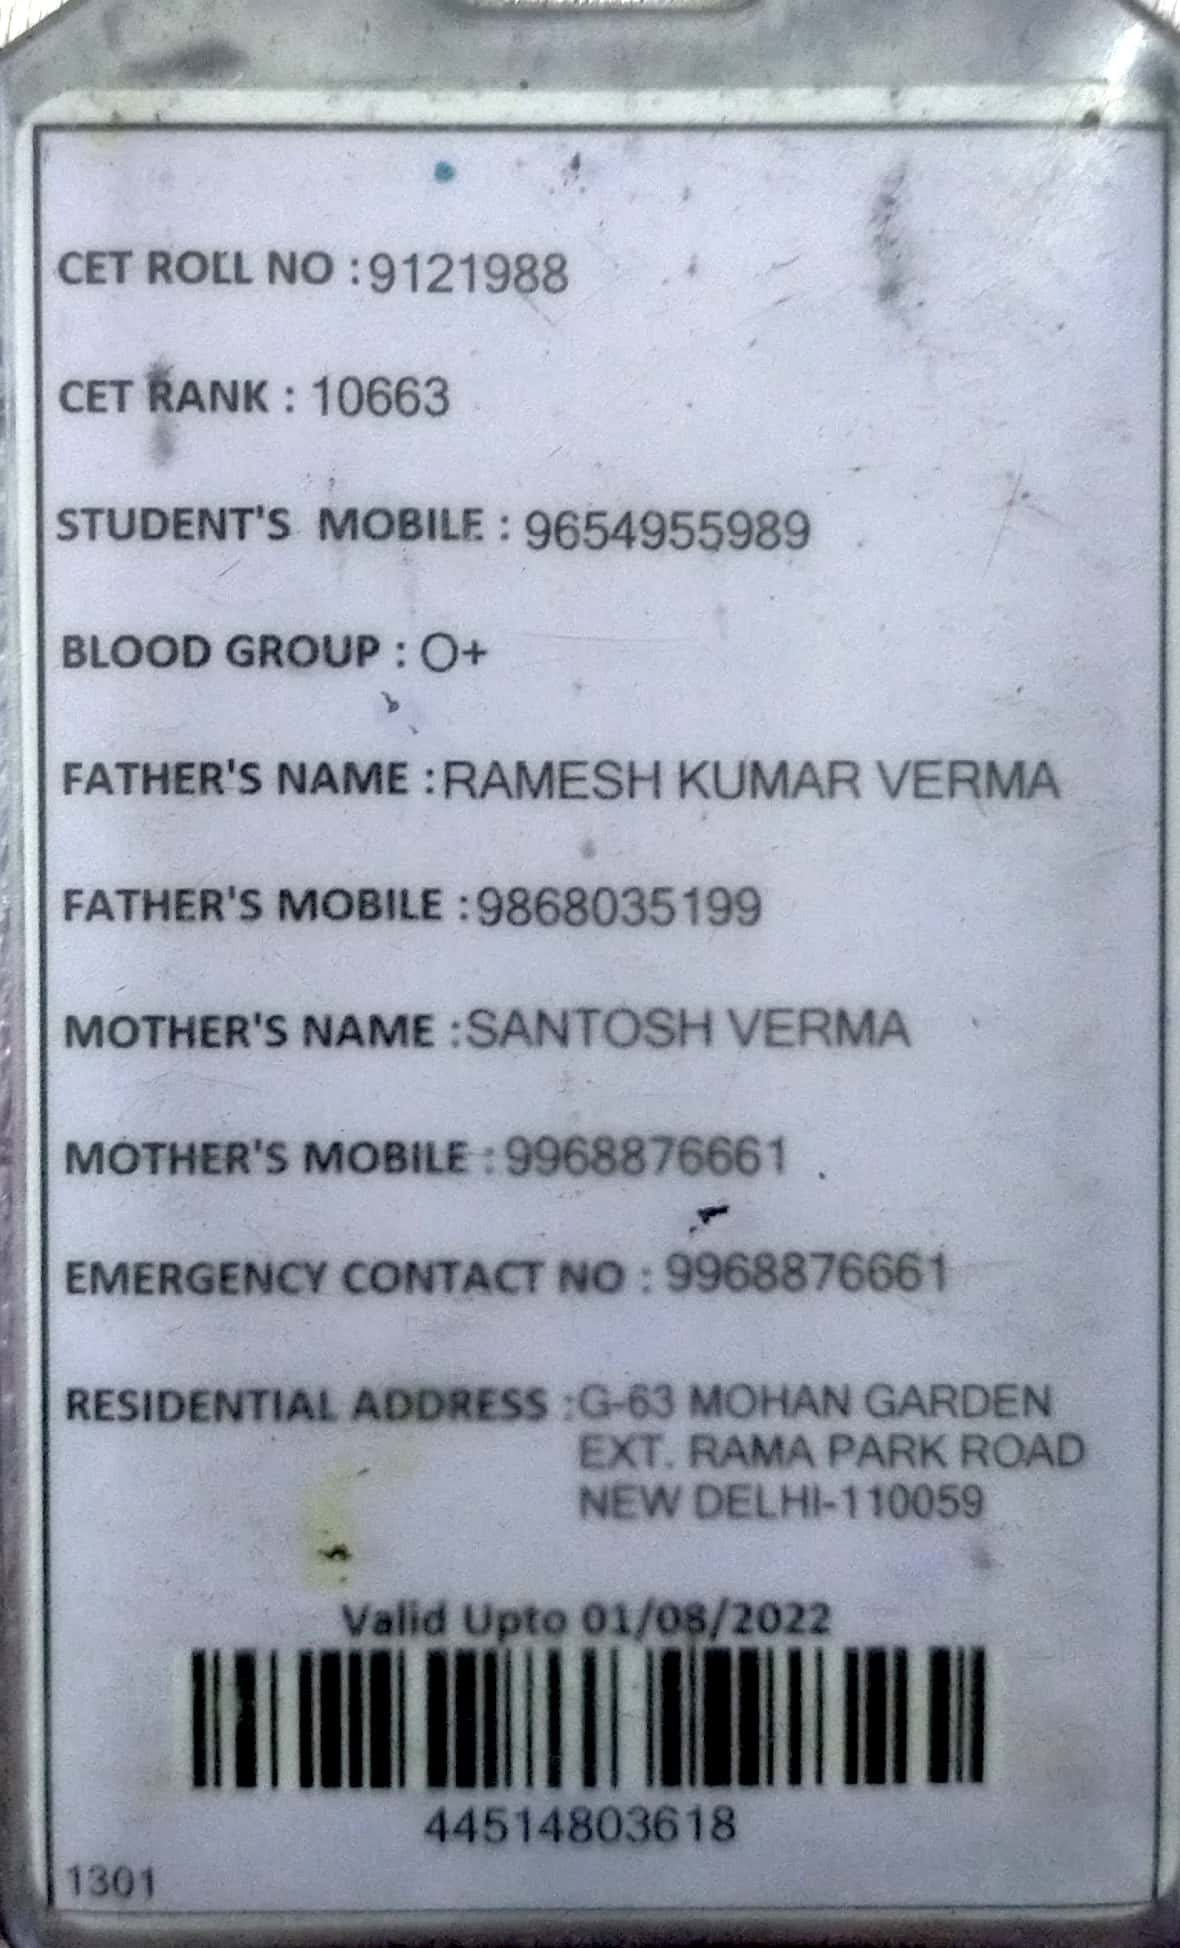 CET ROLL NO :9121988
CET RANK : 10663
STUDENT'S MOBILE : 9654955989
BLOOD GROUP : O+
FATHER'S NAME :RAMESH KUMAR VERMA
FATHER'S MOBILE :9868035199
MOTHER'S NAME :SANTOSH VERMA
MOTHER'S MOBILE :9968876661
EMERGENCY CONTACT NO : 9968876661
RESIDENTIAL ADDRESS :G-63 MOHAN GARDEN
EXT. RAMA PARK ROAD
NEW DELHI-110059
Valid Upto 01/08/2022
44514803618
1301